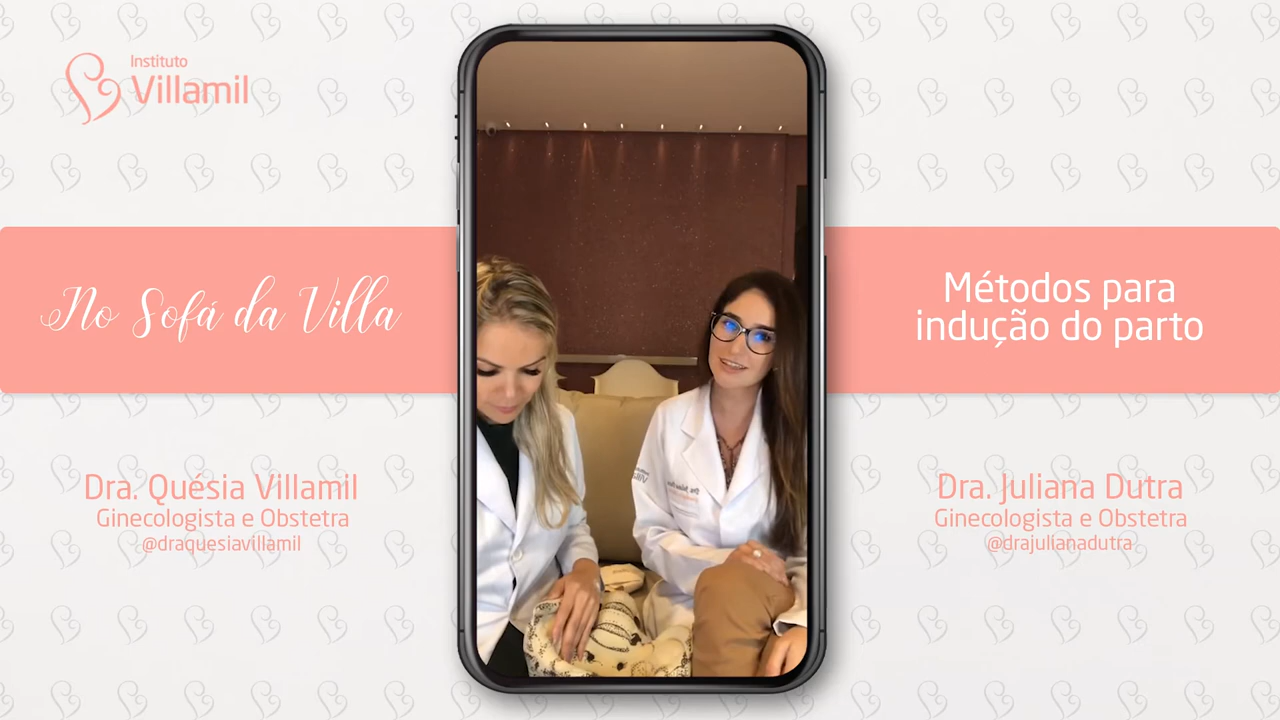 Instituto
Villamil
No Sofá da Villa
Métodos para
indução do parto
Dra. Quésia Villamil
Ginecologista e Obstetra
@draquesiavillamil
Dra. Juliana Dutra
Ginecologista e Obstetra
@drajulianadutra